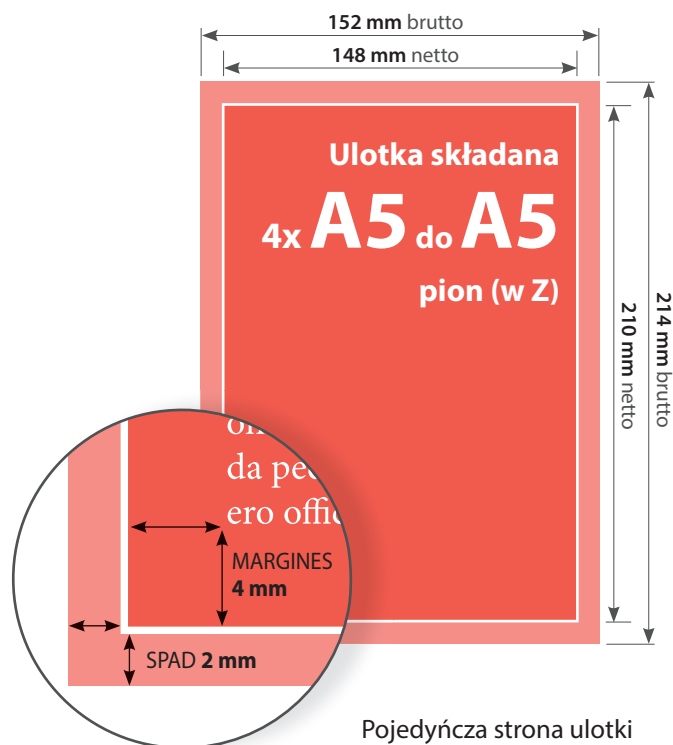 152 mm brutto
148 mm netto
Ulotka składana
4x A5 do A5
pion (w Z)
210 mm netto
214 mm brutto
da pe
ero offic
MARGINES
4 mm
SPAD 2 mm
Pojedyńcza strona ulotki